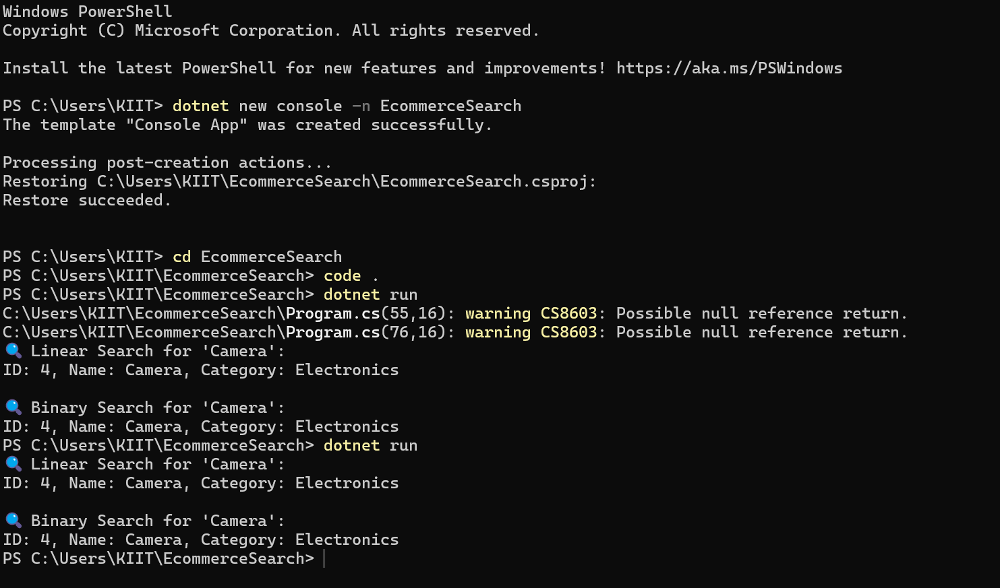 Windows PowerShell
Copyright (C) Microsoft Corporation. All rights reserved.
Install the latest PowerShell for new features and improvements! https://aka.ms/PSWindows
PS C:\Users\KIIT> dotnet new console -n EcommerceSearch
The template "Console App" was created successfully.
Processing post-creation actions...
Restoring C:\Users\KIIT\EcommerceSearch\EcommerceSearch.csproj:
Restore succeeded.
PS C:\Users\KIIT> cd EcommerceSearch
PS C:\Users\KIIT\EcommerceSearch> code .
PS C:\Users\KIIT\EcommerceSearch> dotnet run
C:\Users\KIIT\EcommerceSearch\Program.cs(55,16): warning CS8603: Possible null reference return.
C:\Users\KIIT\EcommerceSearch\Program.cs(76,16): warning CS8603: Possible null reference return.
🔍 Linear Search for 'Camera':
ID: 4, Name: Camera, Category: Electronics
🔍 Binary Search for 'Camera':
ID: 4, Name: Camera, Category: Electronics
PS C:\Users\KIIT\EcommerceSearch> dotnet run
🔍 Linear Search for 'Camera':
ID: 4, Name: Camera, Category: Electronics
🔍 Binary Search for 'Camera':
ID: 4, Name: Camera, Category: Electronics
PS C:\Users\KIIT\EcommerceSearch>